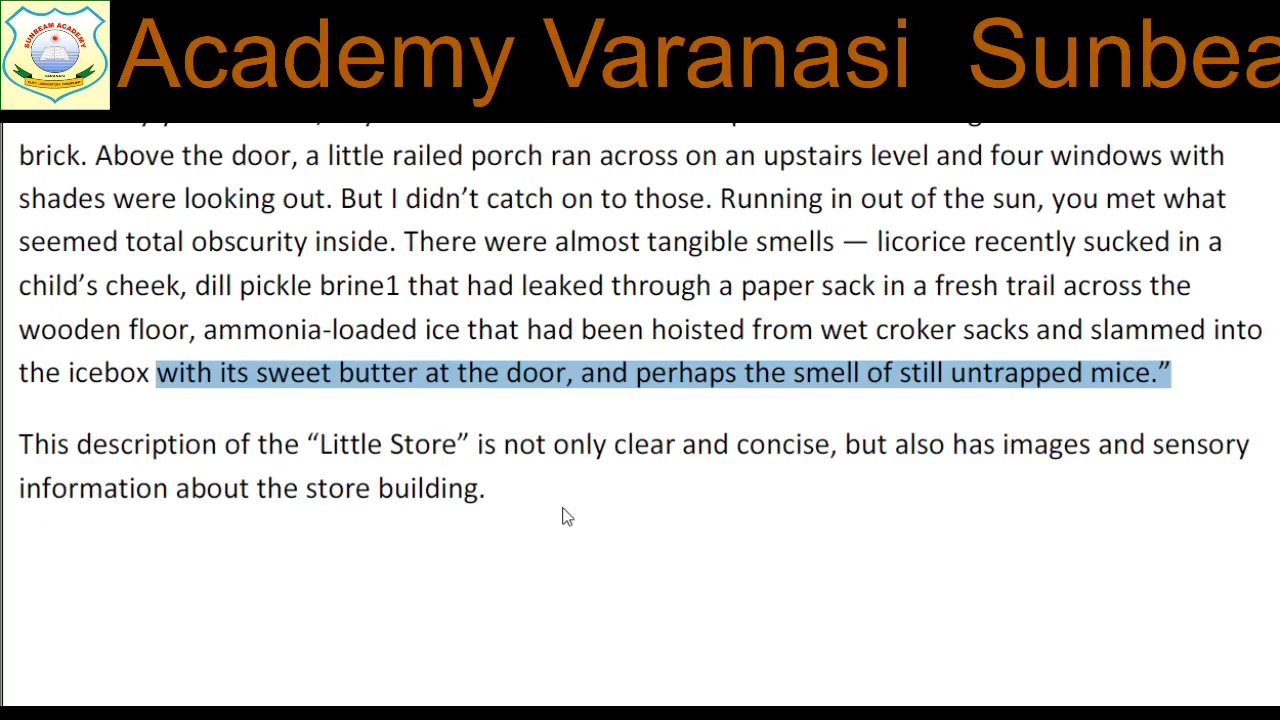 SUNBEAM ACADEMY
VARANASI
Academy Varanasi Sunbea
brick. Above the door, a little railed porch ran across on an upstairs level and four windows with
shades were looking out. But I didn’t catch on to those. Running in out of the sun, you met what
seemed total obscurity inside. There were almost tangible smells — licorice recently sucked in a
child’s cheek, dill pickle brine1 that had leaked through a paper sack in a fresh trail across the
wooden floor, ammonia-loaded ice that had been hoisted from wet croker sacks and slammed into
the icebox with its sweet butter at the door, and perhaps the smell of still untrapped mice.”
This description of the “Little Store” is not only clear and concise, but also has images and sensory
information about the store building.